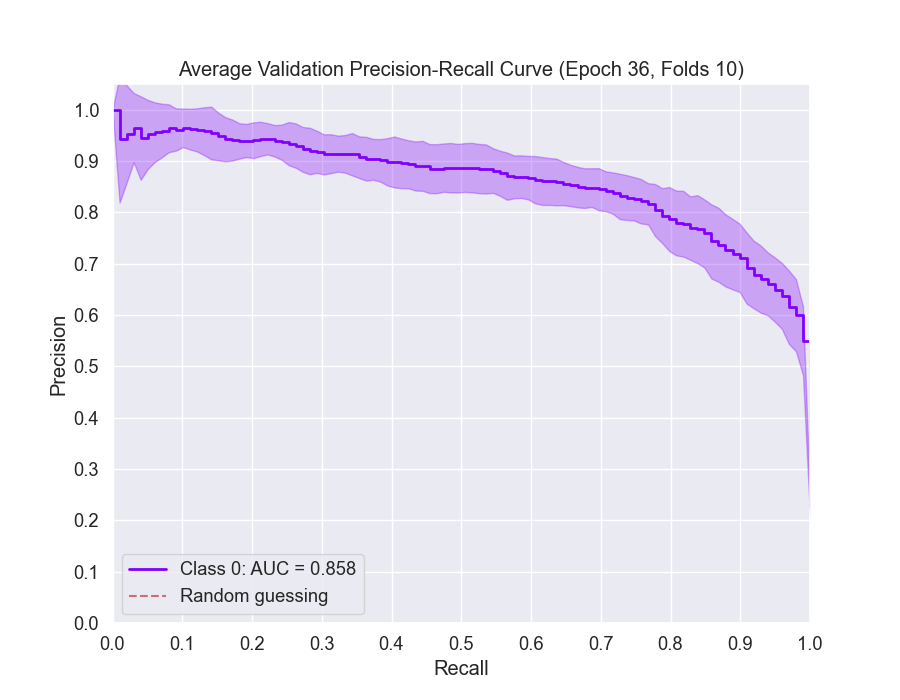 Average Validation Precision-Recall Curve (Epoch 36, Folds 10)
1.0
0.9
0.8
0.7
0.6
0.5
0.4
0.3
0.2
0.1
0.0
Precision
Class 0: AUC = 0.858
Random guessing
0.0 0.1 0.2 0.3 0.4 0.5 0.6 0.7 0.8 0.9 1.0
Recall